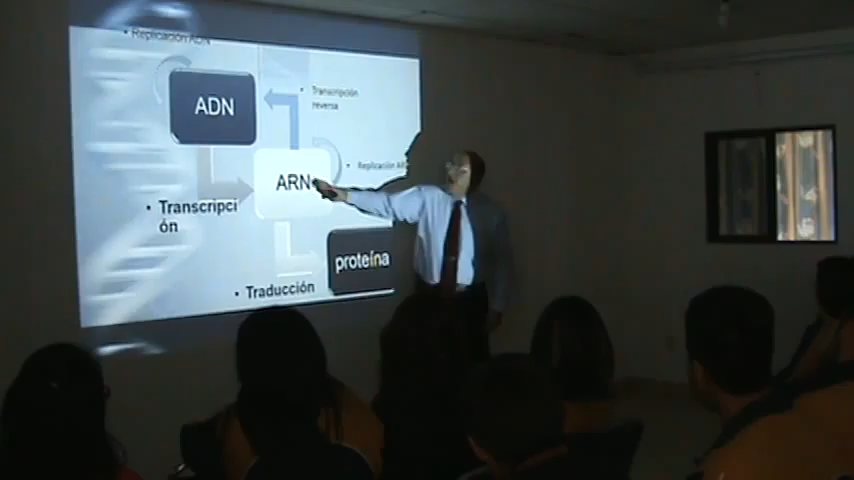 • Replicación ADN
ADN
• Transcripción
reversa
• Replicación AR
ARN
• Transcripci
ón
proteína
• Traducción